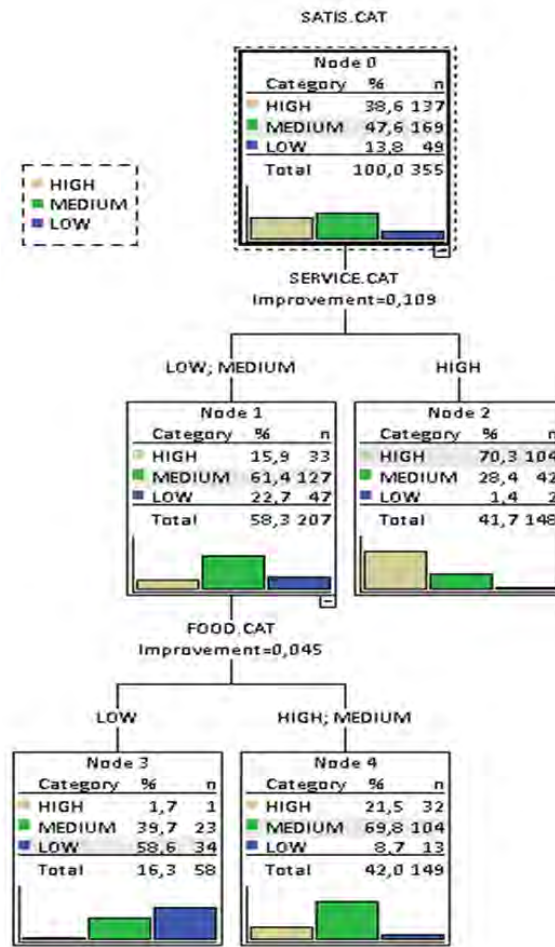 SATIS.CAT
Node 0
Category % n
HIGH 38,6 137
MEDIUM 47,6 169
LOW 13,8 49
Total 100,0 355
HIGH
MEDIUM
LOW
SERVICE.CAT
Improvement=0,109
LOW; MEDIUM
HIGH
Node 1
Category % n
HIGH 15,9 33
MEDIUM 61,4 127
LOW 22,7 47
Total 58,3 207
Node 2
Category % n
HIGH 70,3 104
MEDIUM 28,4 42
LOW 1,4 2
Total 41,7 148
FOOD.CAT
Improvement=0,045
LOW
HIGH; MEDIUM
Node 3
Category % n
HIGH 1,7 1
MEDIUM 39,7 23
LOW 58,6 34
Total 16,3 58
Node 4
Category % n
HIGH 21,5 32
MEDIUM 69,8 104
LOW 8,7 13
Total 42,0 149